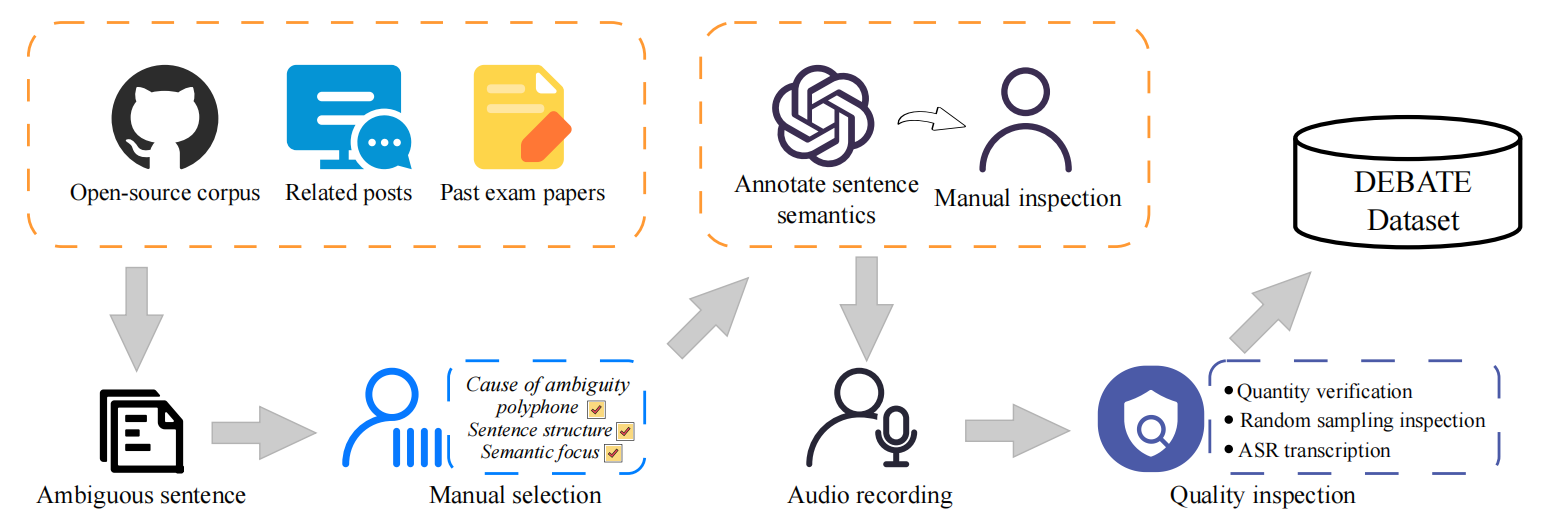 Open-source corpus
Related posts
Past exam papers
Annotate sentence
semantics
Manual inspection
DEBATE
Dataset
Ambiguous sentence
Cause of ambiguity
polyphone
Sentence structure
Semantic focus
Manual selection
Audio recording
• Quantity verification
• Random sampling inspection
• ASR transcription
Quality inspection